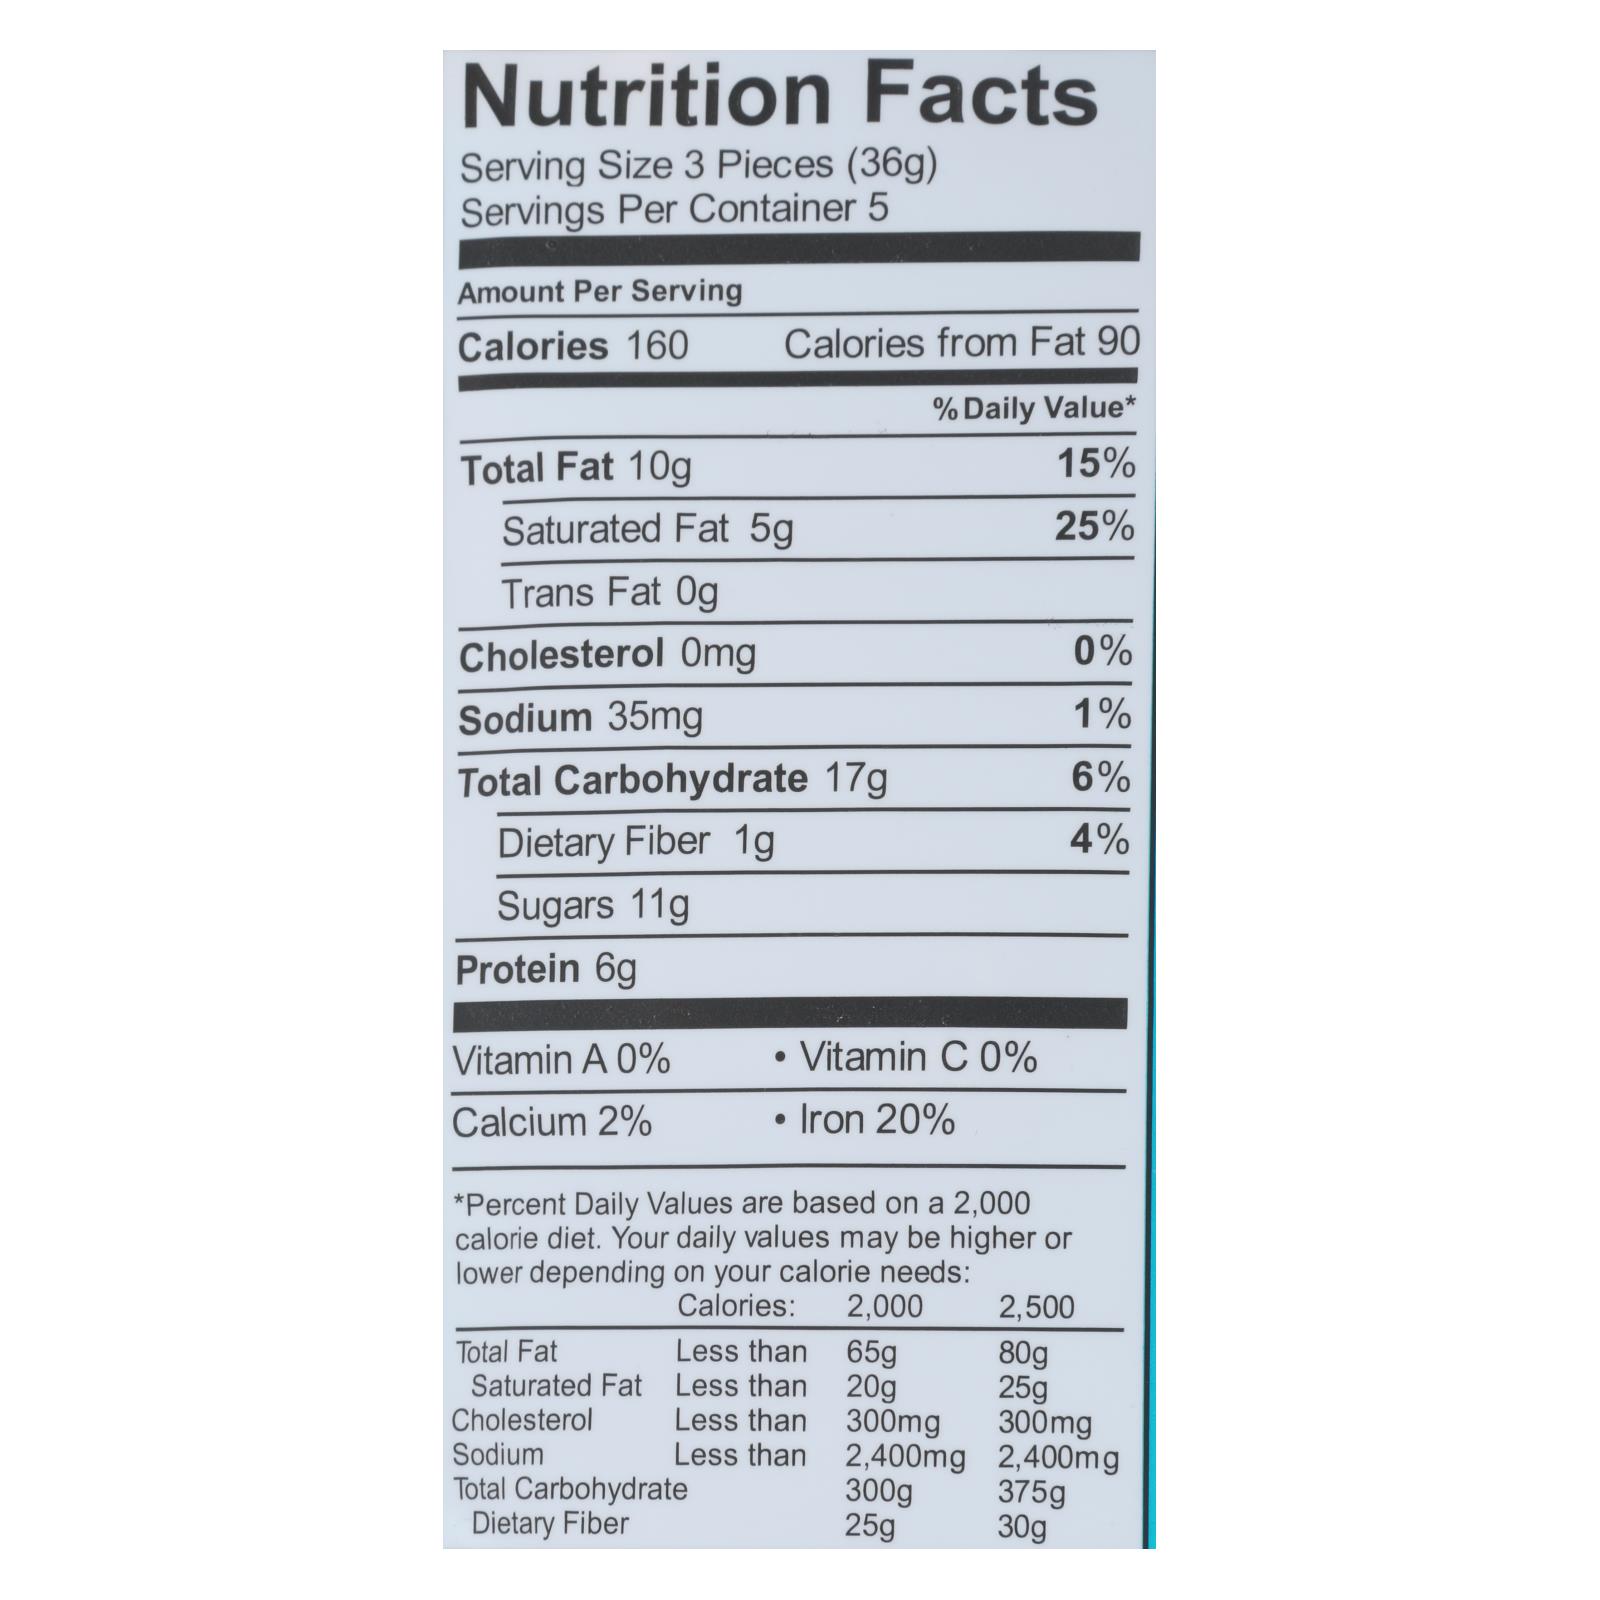 Nutrition Facts
Serving Size 3 Pieces (36g)
Servings Per Container 5
Amount Per Serving
Calories 160 Calories from Fat 90
% Daily Value*
Total Fat 10g 15%
Saturated Fat 5g 25%
Trans Fat 0g
Cholesterol 0mg 0%
Sodium 35mg 1%
Total Carbohydrate 17g 6%
Dietary Fiber 1g 4%
Sugars 11g
Protein 6g
Vitamin A 0% • Vitamin C 0%
Calcium 2% • Iron 20%
*Percent Daily Values are based on a 2,000
calorie diet. Your daily values may be higher or
lower depending on your calorie needs:
Calories: 2,000 2,500
Total Fat Less than 65g 80g
Saturated Fat Less than 20g 25g
Cholesterol Less than 300mg 300mg
Sodium Less than 2,400mg 2,400mg
Total Carbohydrate 300g 375g
Dietary Fiber 25g 30g